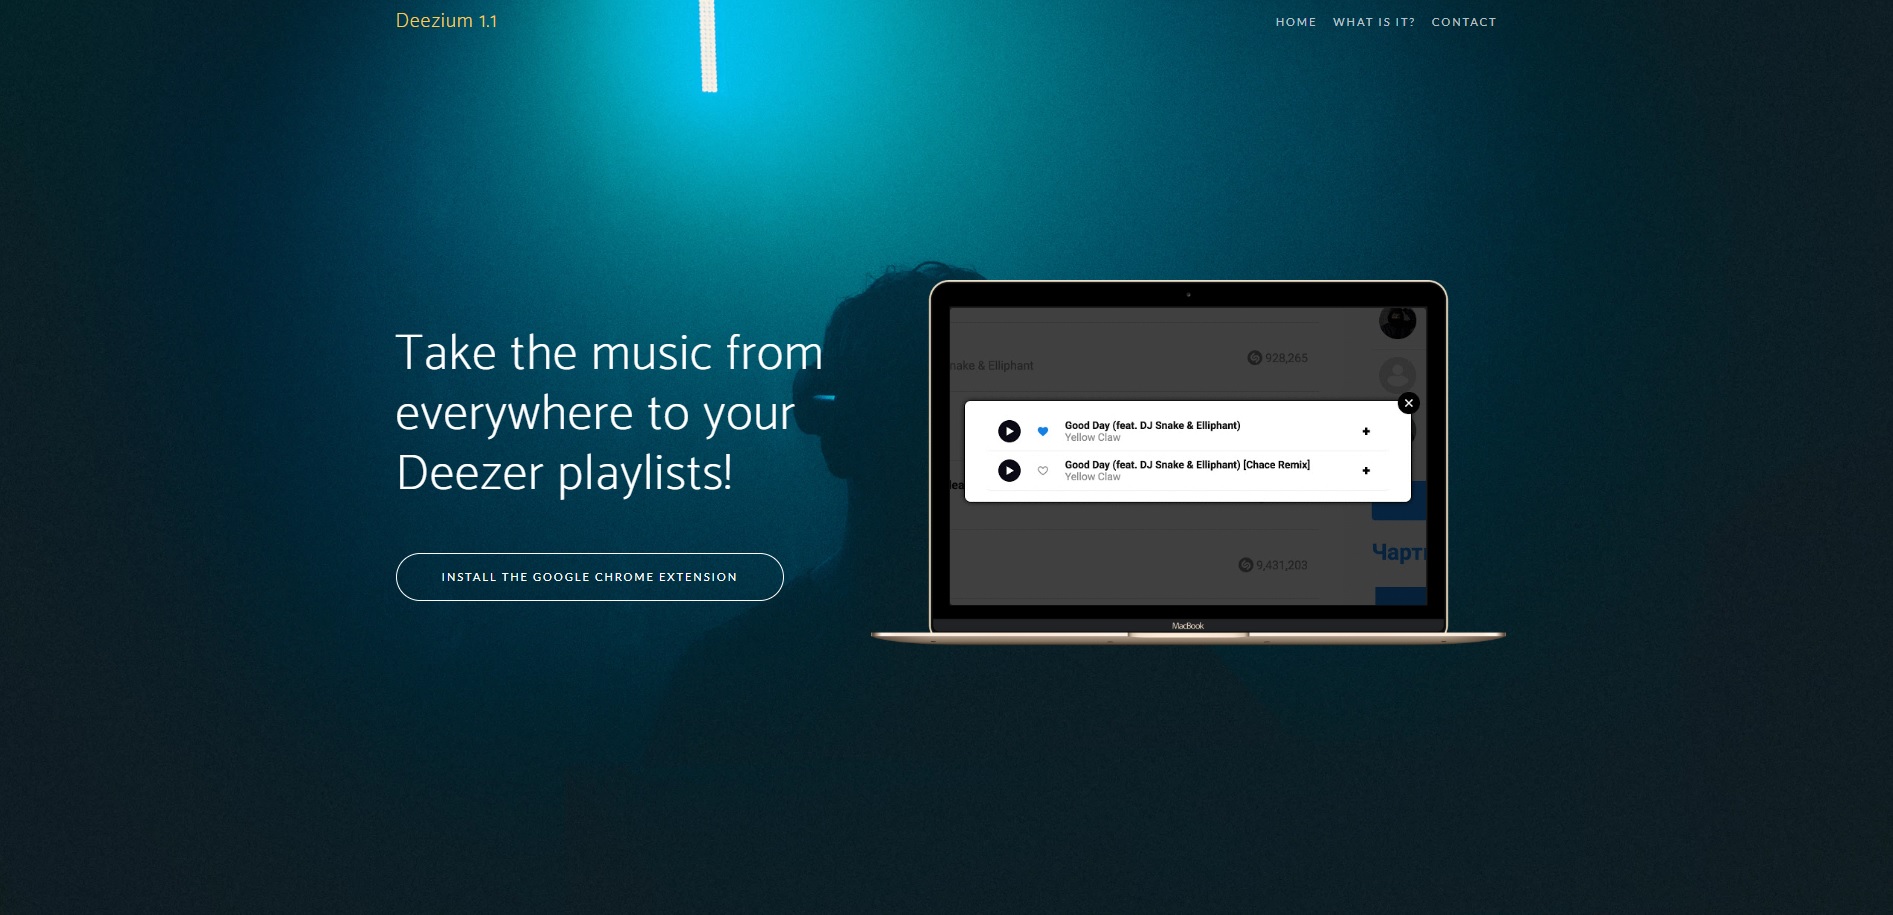 Deezium 1.1
HOME WHAT IS IT? CONTACT
Take the music from
everywhere to your
Deezer playlists!
INSTALL THE GOOGLE CHROME EXTENSION
928,265
nake & Elliphant
Good Day (feat. DJ Snake & Elliphant)
Yellow Claw
Good Day (feat. DJ Snake & Elliphant) [Chace Remix]
Yellow Claw
lea
Чарт
9,431,203
MacBook